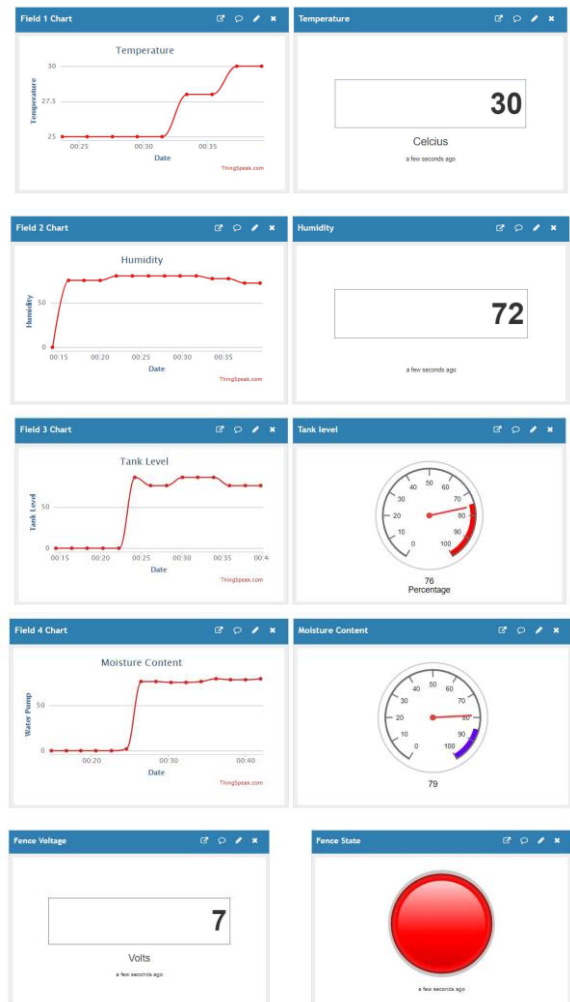 Field 1 Chart
Temperature
Temperature
30
27.5
25
Temperature
00:25 00:30 00:35
Date
ThingSpeak.com
30
Celcius
a few seconds ago
Field 2 Chart
Humidity
Humidity
50
0
Humidity
00:15 00:20 00:25 00:30 00:35
Date
ThingSpeak.com
72
a few seconds ago
Field 3 Chart
Tank level
Tank Level
50
0
Tank Level
00:15 00:20 00:25 00:30 00:35 00:4
Date
ThingSpeak.com
0 10 20 30 40 50 60 70 80 90 100
76
Percentage
Field 4 Chart
Moisture Content
Moisture Content
50
0
Water Pump
00:20 00:30 00:40
Date
ThingSpeak.com
0 10 20 30 40 50 60 70 80 90 100
79
Fence Voltage
Fence State
7
Volts
a few seconds ago
a few seconds ago